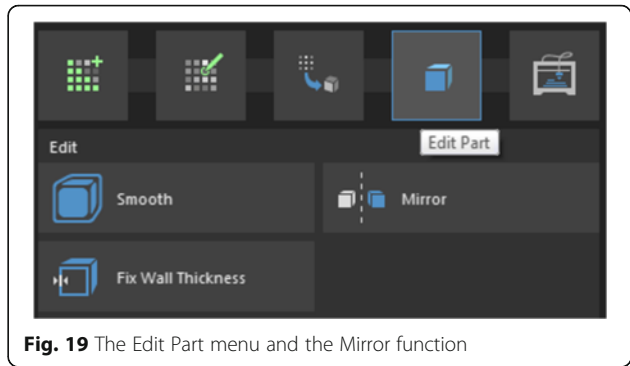 Edit Part
Edit
Smooth
Mirror
Fix Wall Thickness
Fig. 19 The Edit Part menu and the Mirror function